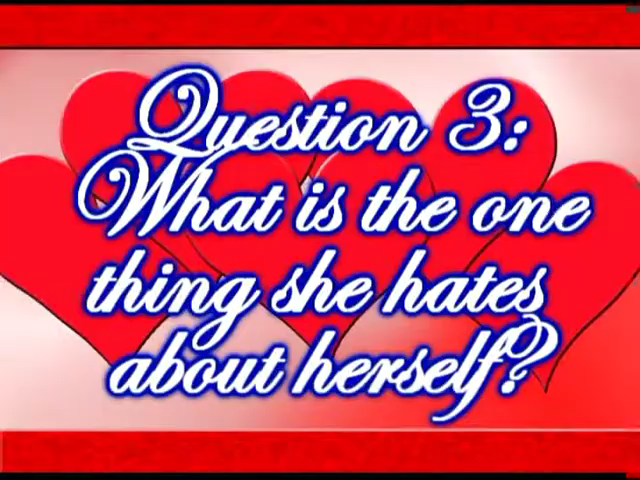 Question 3:
What is the one
thing she hates
about herself?